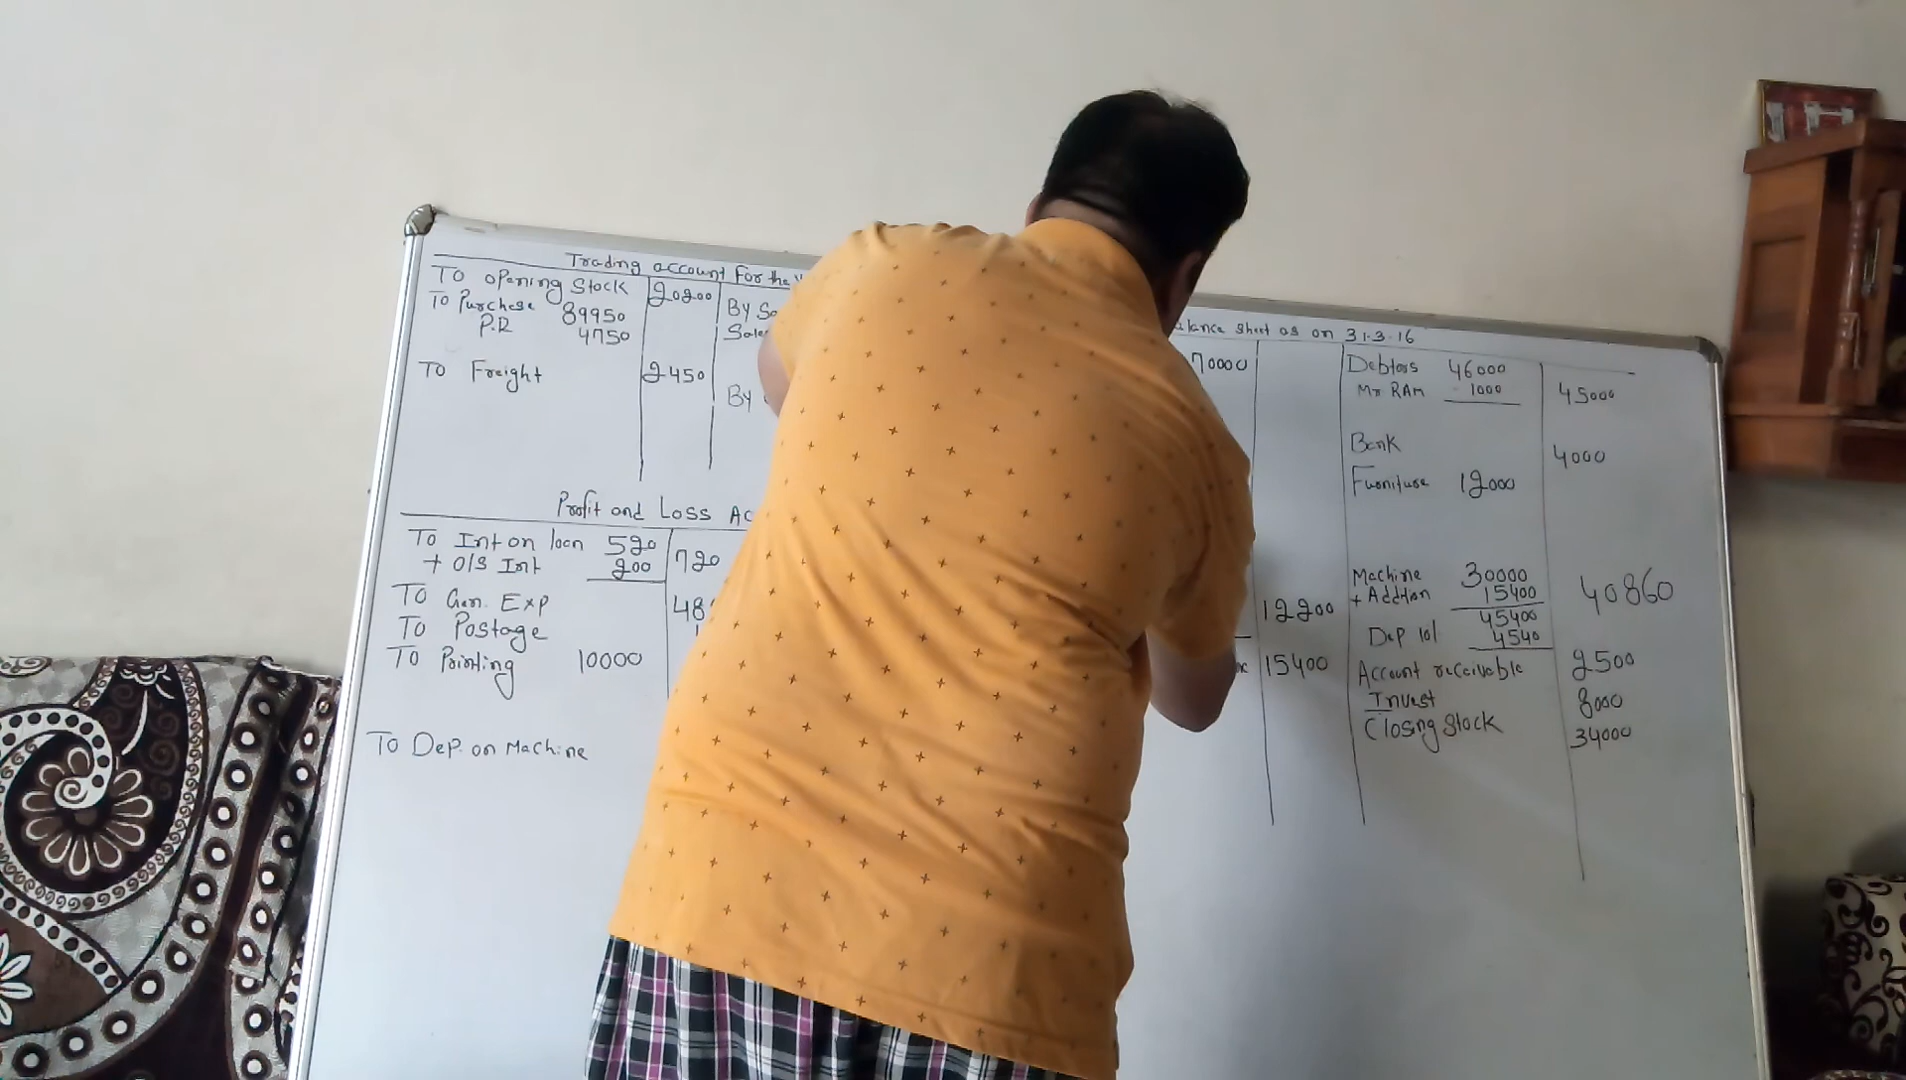 Trading account For the
To opening Stock 20200 By Sa
To Purchase 89950 Sales
P.R 4750
To Freight 2450 By
Profit and Loss Ac
To Int on loan 520 720
+ O/S Int 200
To Gen. Exp 48
To Postage
To Printing 10000
To Dep. on Machine
alance sheet as on 31.3.16
70000 Debtors 46000
Mr RAM 1000 45000
Bank 4000
Furniture 12000
Machine 30000 40860
12200 + Addtion 15400
45400
Dep 10% 4540
15400 Account receivable 2500
Invest 8000
Closing Stock 34000